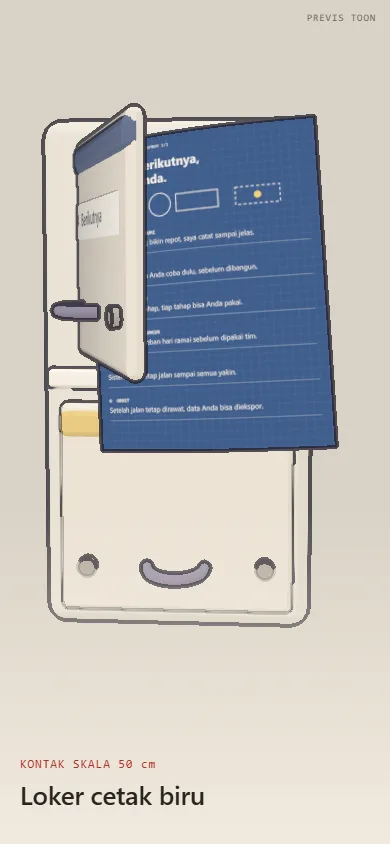 PREVIS TOON
erikutnya,
nda.
Berikutnya
bikin repot, saya catat sampai jelas.
Anda coba dulu, sebelum dibangun.
hap, tiap tahap bisa Anda pakai.
ban hari ramai sebelum dipakai tim.
tap jalan sampai semua yakin.
Setelah jalan tetap dirawat, data Anda bisa diekspor.
KONTAK SKALA 50 cm
Loker cetak biru